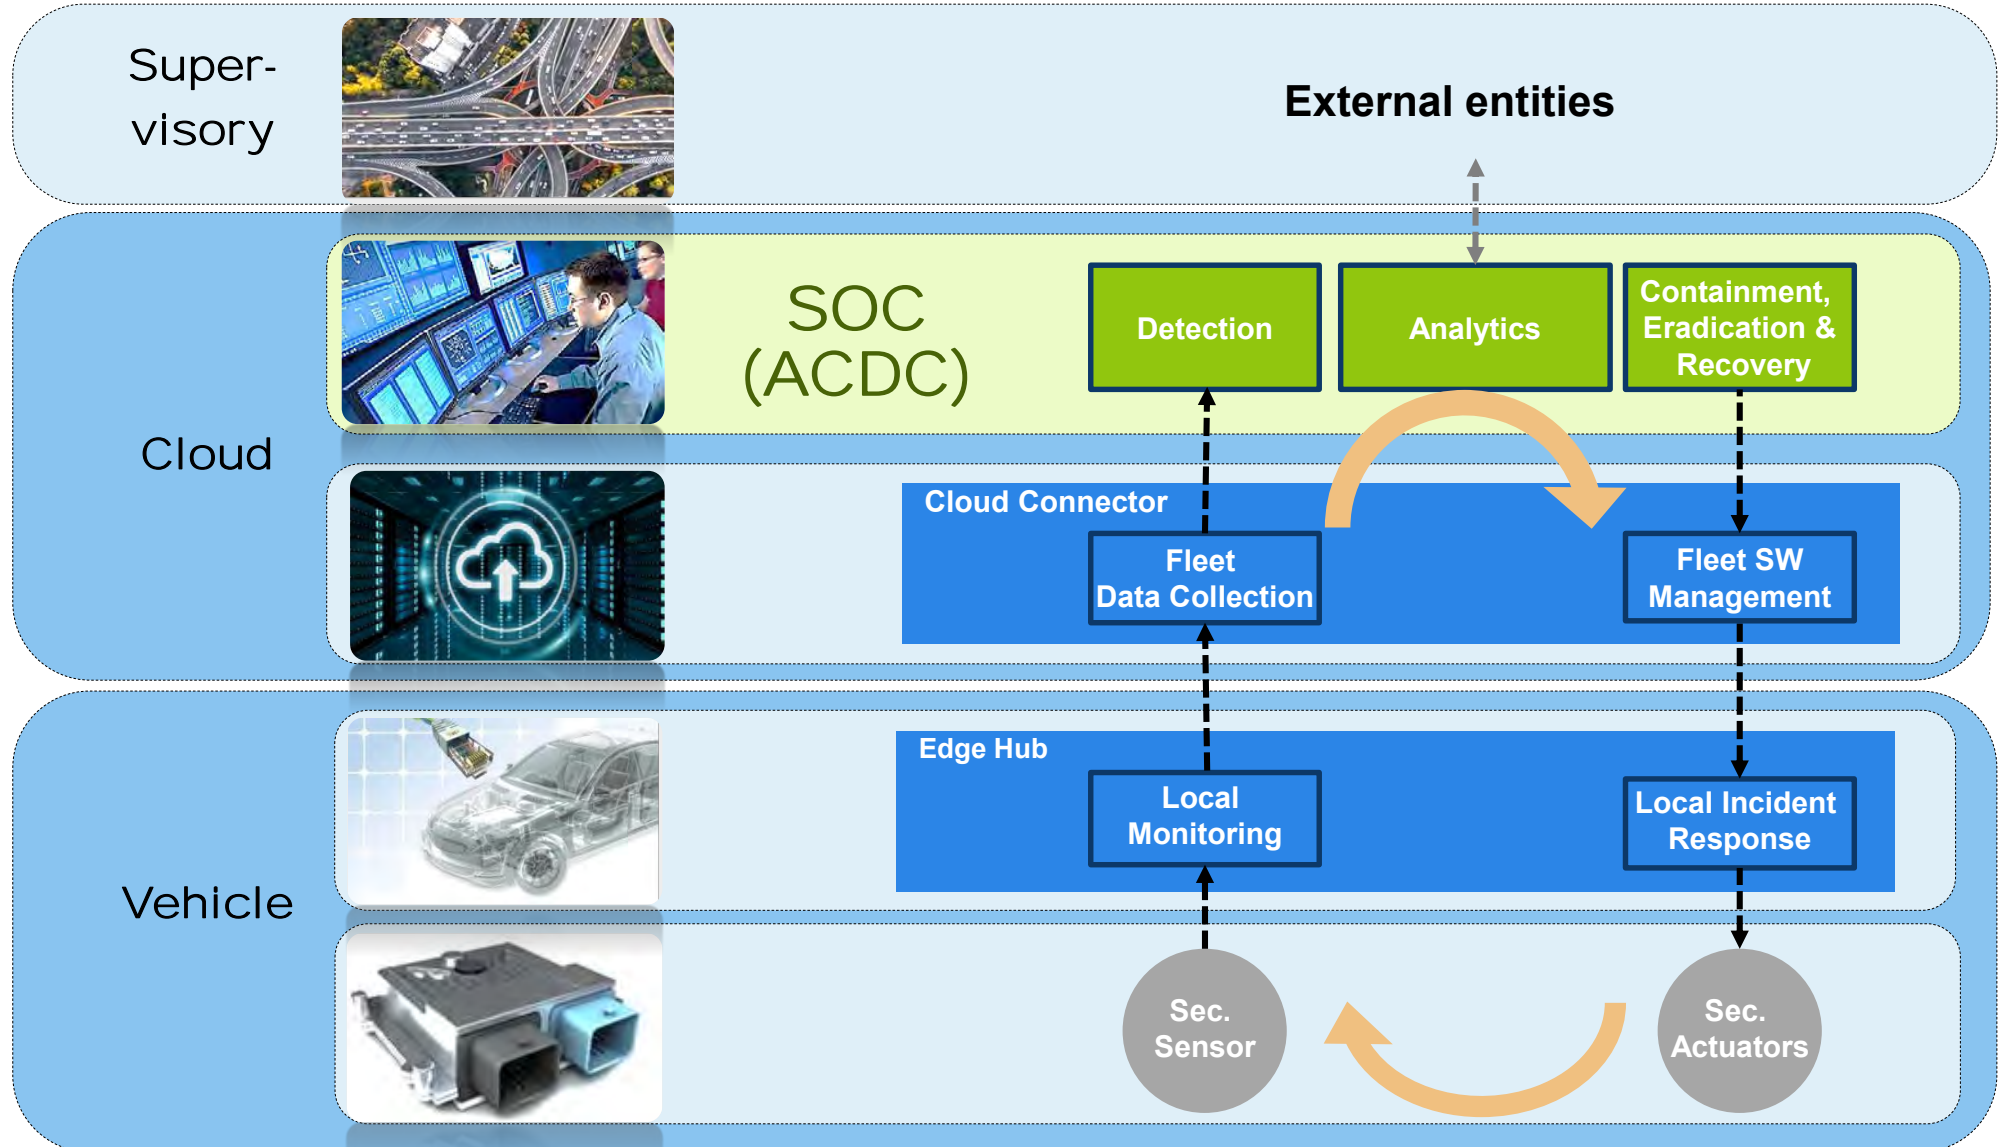 Super-
visory
External entities
SOC
(ACDC)
Detection
Analytics
Containment,
Eradication &
Recovery
Cloud
Cloud Connector
Fleet
Data Collection
Fleet SW
Management
Vehicle
Edge Hub
Local
Monitoring
Local Incident
Response
Sec.
Sensor
Sec.
Actuators